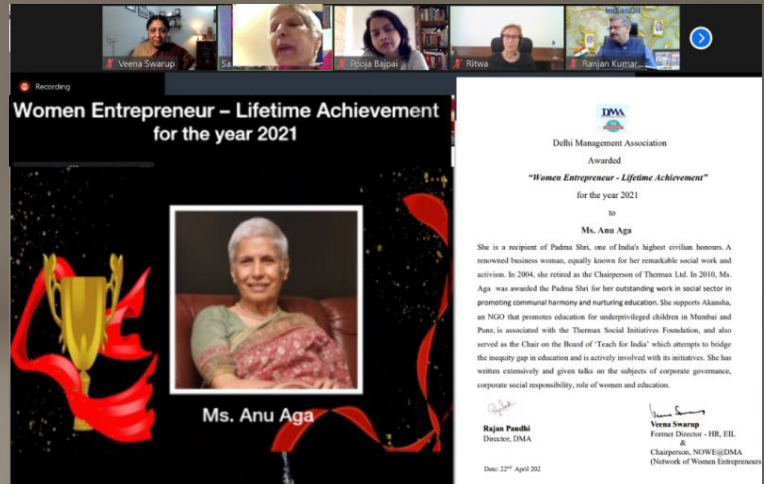 IndianOil
Veena Swarup
Sa
Pooja Bajpai
Ritwa
Ranjan Kumar
Recording
Women Entrepreneur – Lifetime Achievement
for the year 2021
Ms. Anu Aga
DMA
Delhi Management Association
Awarded
“Women Entrepreneur - Lifetime Achievement”
for the year 2021
to
Ms. Anu Aga
She is a recipient of Padma Shri, one of India's highest civilian honours. A
renowned business woman, equally known for her remarkable social work and
activism. In 2004, she retired as the Chairperson of Thermax Ltd. In 2010, Ms.
Aga was awarded the Padma Shri for her outstanding work in social sector in
promoting communal harmony and nurturing education. She supports Akansha,
an NGO that promotes education for underprivileged children in Mumbai and
Pune, is associated with the Thermax Social Initiatives Foundation, and also
served as the Chair on the Board of ‘Teach for India’ which attempts to bridge
the inequity gap in education and is actively involved with its initiatives. She has
written extensively and given talks on the subjects of corporate governance,
corporate social responsibility, role of women and education.
Rajan Pandhi
Director, DMA
Veena Swarup
Former Director - HR, EIL
&
Chairperson, NOWE@DMA
(Network of Women Entrepreneurs
Date: 22nd April 202